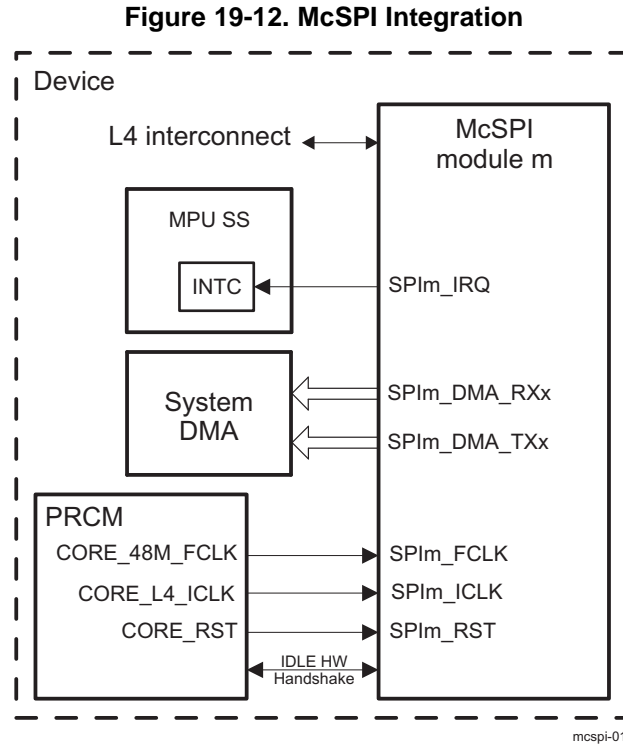 Figure 19-12. McSPI Integration
Device
L4 interconnect
McSPI
module m
MPU SS
INTC
SPIm_IRQ
System
DMA
SPIm_DMA_RXx
SPIm_DMA_TXx
PRCM
CORE_48M_FCLK
SPIm_FCLK
CORE_L4_ICLK
SPIm_ICLK
CORE_RST
SPIm_RST
IDLE HW
Handshake